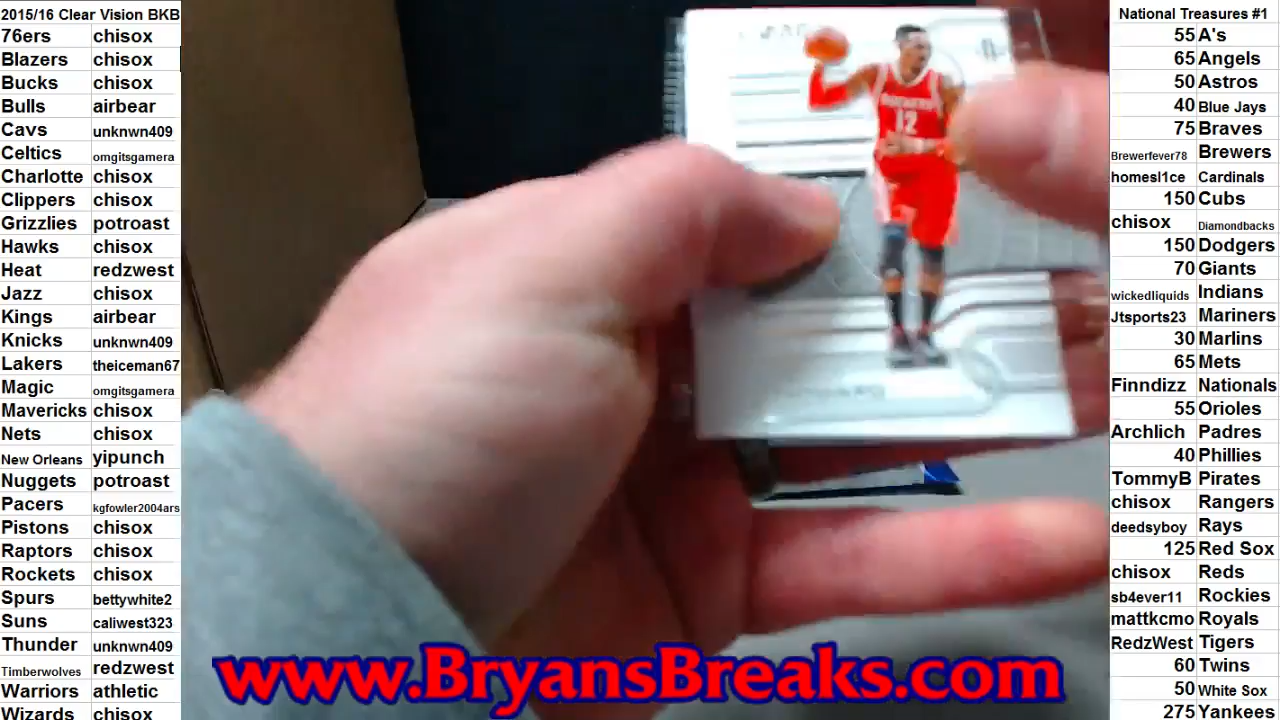 2015/16 Clear Vision BKB
76ers chisox
Blazers chisox
Bucks chisox
Bulls airbear
Cavs unknwn409
Celtics omgitsgamera
Charlotte chisox
Clippers chisox
Grizzlies potroast
Hawks chisox
Heat redzwest
Jazz chisox
Kings airbear
Knicks unknwn409
Lakers theiceman67
Magic omgitsgamera
Mavericks chisox
Nets chisox
New Orleans yipunch
Nuggets potroast
Pacers kgfowler2004ars
Pistons chisox
Raptors chisox
Rockets chisox
Spurs bettywhite2
Suns caliwest323
Thunder unknwn409
Timberwolves redzwest
Warriors athletic
Wizards chisox
ROCKETS
12
www.BryansBreaks.com
National Treasures #1
55 A's
65 Angels
50 Astros
40 Blue Jays
75 Braves
Brewerfever78 Brewers
homesl1ce Cardinals
150 Cubs
chisox Diamondbacks
150 Dodgers
70 Giants
wickedliquids Indians
Jtsports23 Mariners
30 Marlins
65 Mets
Finndizz Nationals
55 Orioles
Archlich Padres
40 Phillies
TommyB Pirates
chisox Rangers
deedsyboy Rays
125 Red Sox
chisox Reds
sb4ever11 Rockies
mattkcmo Royals
RedzWest Tigers
60 Twins
50 White Sox
275 Yankees